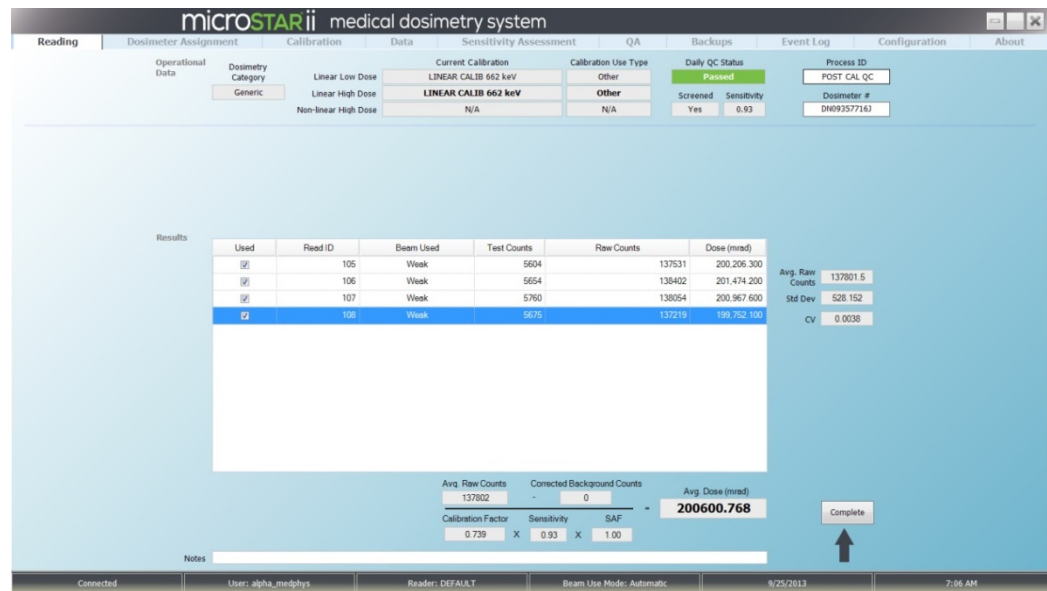 microSTARii medical dosimetry system
Reading Dosimeter Assignment Calibration Data Sensitivity Assessment QA Backups Event Log Configuration About
Operational Data
Dosimetry Category
Generic
Current Calibration Calibration Use Type
Linear Low Dose LINEAR CALIB 662 keV Other
Linear High Dose LINEAR CALIB 662 keV Other
Non-linear High Dose N/A N/A
Daily QC Status
Passed
Screened Sensitivity
Yes 0.93
Process ID
POST CAL QC
Dosimeter #
DN09357716J
Results
Used Read ID Beam Used Test Counts Raw Counts Dose (mrad)
105 Weak 5604 137531 200,206.300
106 Weak 5654 138402 201,474.200
107 Weak 5760 138054 200,967.600
108 Weak 5675 137219 199,752.100
Avg. Raw Counts 137801.5
Std Dev 528.152
CV 0.0038
Avg. Raw Counts Corrected Background Counts
137802 - 0
Calibration Factor Sensitivity SAF
0.739 X 0.93 X 1.00
=
Avg. Dose (mrad)
200600.768
Complete
Notes
Connected User: alpha_medphys Reader: DEFAULT Beam Use Mode: Automatic 9/25/2013 7:06 AM